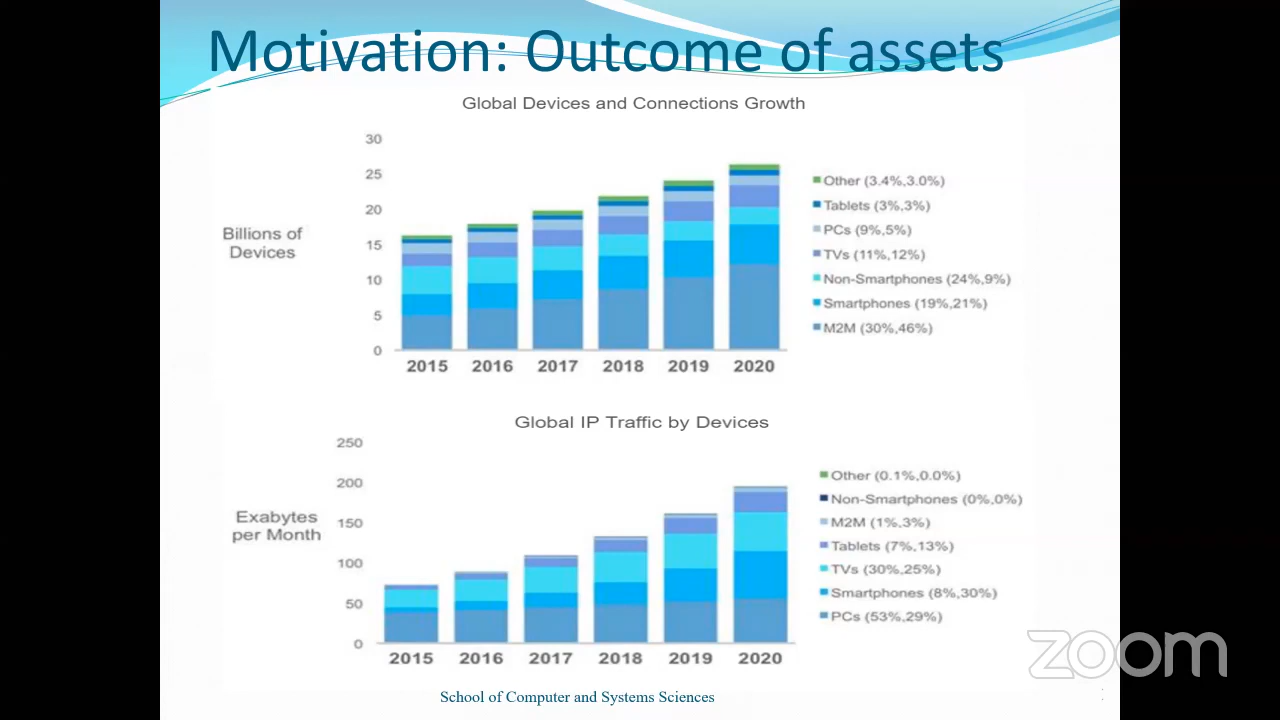 Motivation: Outcome of assets
Global Devices and Connections Growth
30
25
20
15
10
5
0
Billions of
Devices
2015 2016 2017 2018 2019 2020
Other (3.4%,3.0%)
Tablets (3%,3%)
PCs (9%,5%)
TVs (11%,12%)
Non-Smartphones (24%,9%)
Smartphones (19%,21%)
M2M (30%,46%)
Global IP Traffic by Devices
250
200
150
100
50
0
Exabytes
per Month
2015 2016 2017 2018 2019 2020
Other (0.1%,0.0%)
Non-Smartphones (0%,0%)
M2M (1%,3%)
Tablets (7%,13%)
TVs (30%,25%)
Smartphones (8%,30%)
PCs (53%,29%)
zoom
School of Computer and Systems Sciences